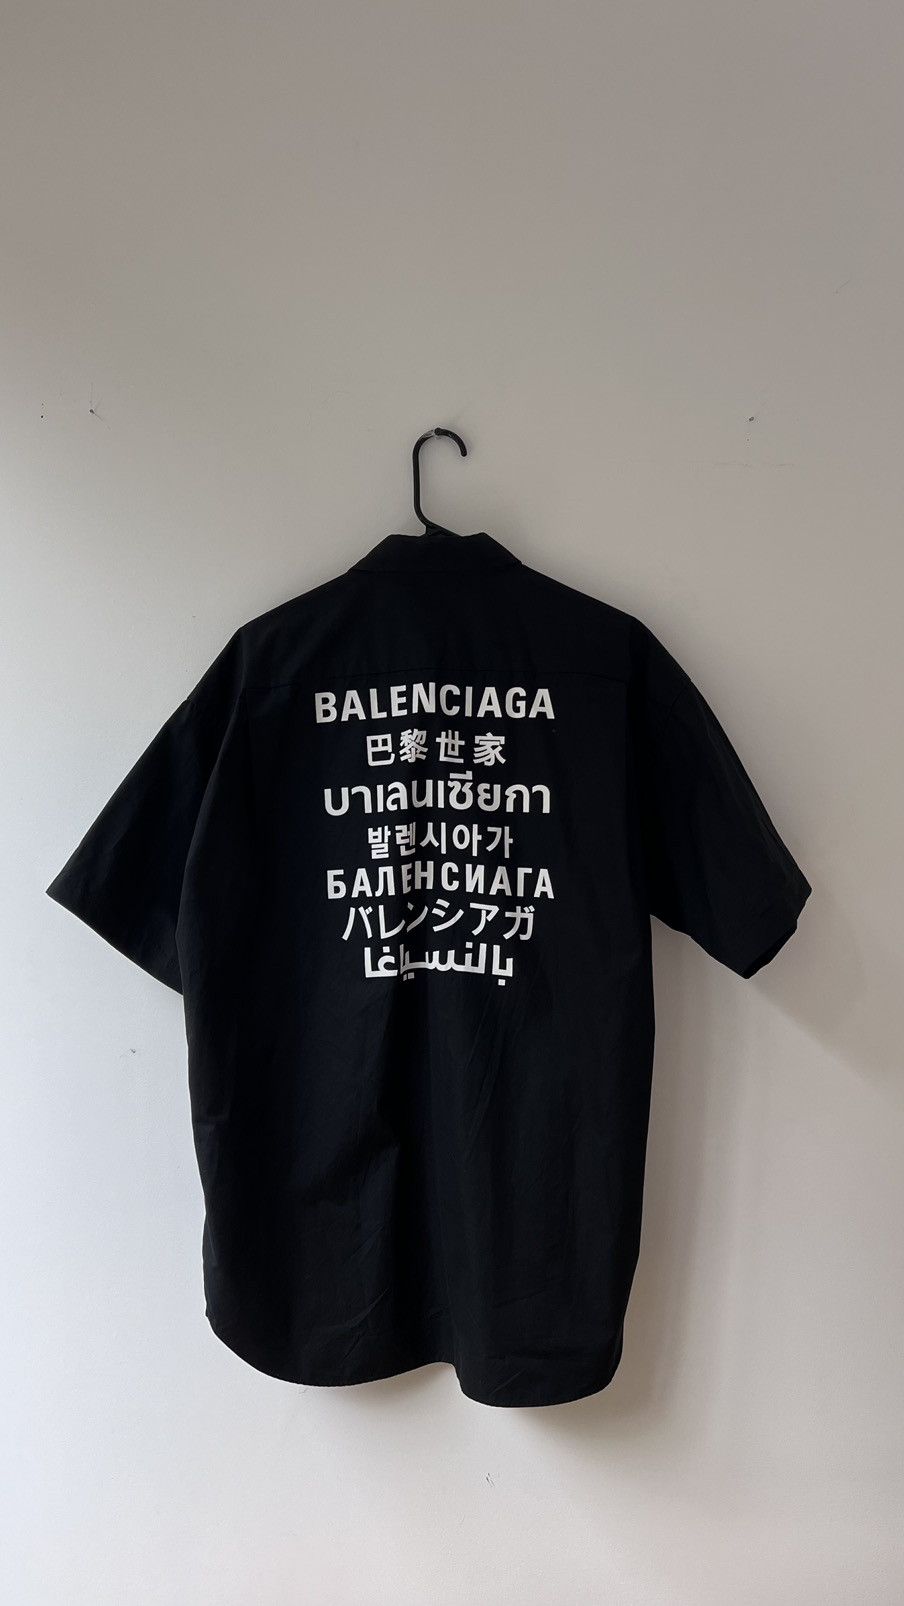 BALENCIAGA
巴黎世家
บาเลนเซียกา
발렌시아가
БАЛЕНСИАГА
バレンシアガ
بالنسياغا